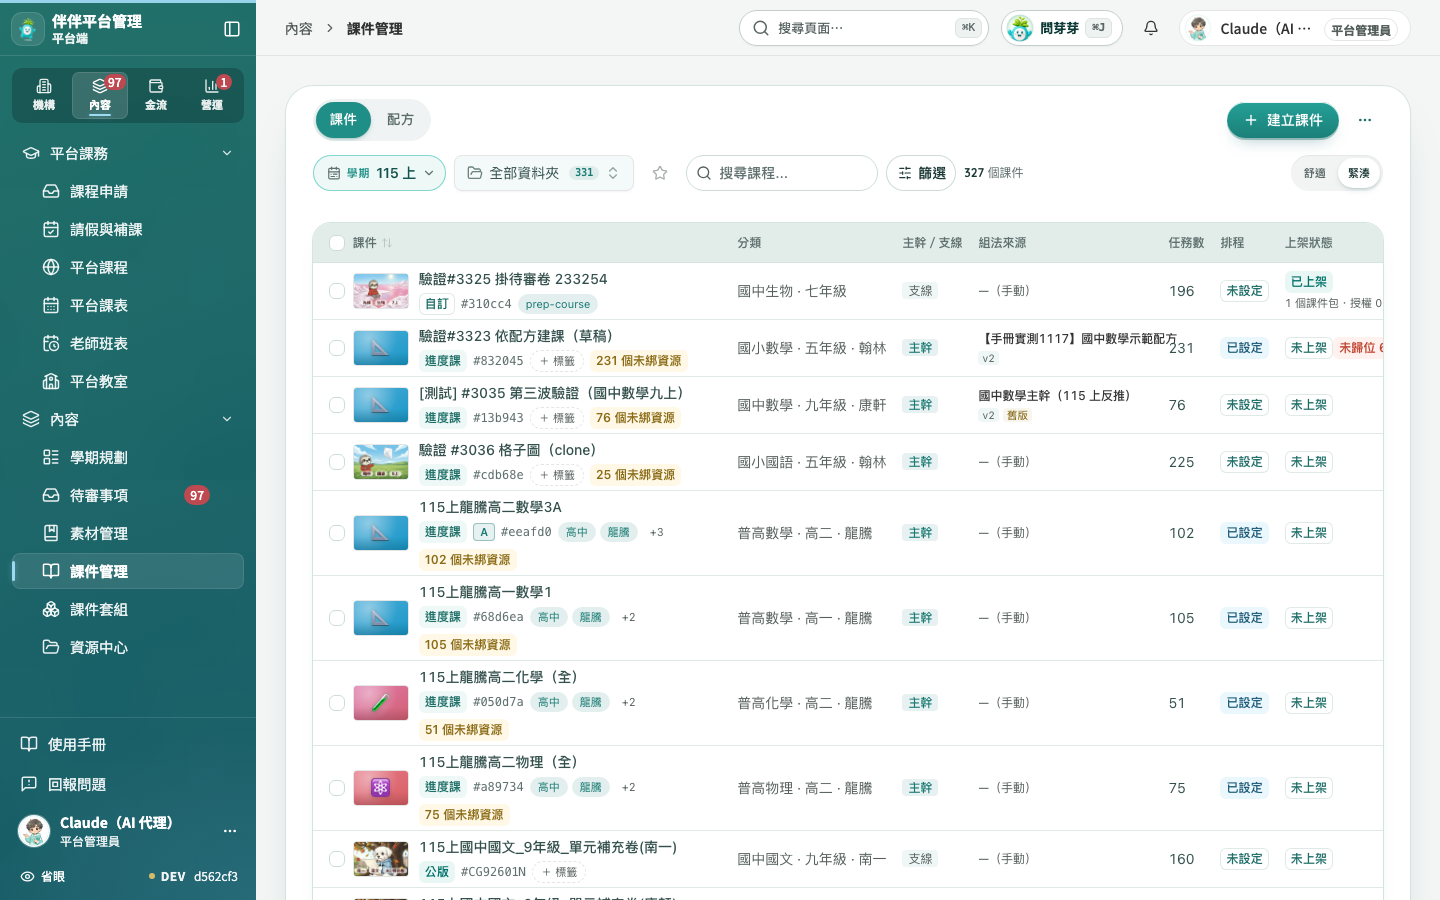 伴伴平台管理
平台端
內容
課件管理
搜尋頁面…
⌘K
問芽芽
⌘J
Claude（AI …
平台管理員
機構
97
內容
金流
1
營運
平台課務
課程申請
請假與補課
平台課程
平台課表
老師班表
平台教室
內容
學期規劃
待審事項
97
素材管理
課件管理
課件套組
資源中心
使用手冊
回報問題
Claude（AI 代理）
平台管理員
省眼
DEV d562cf3
課件
配方
建立課件
學期 115 上
全部資料夾 331
搜尋課程...
篩選
327 個課件
舒適
緊湊
課件
分類
主幹 / 支線
組法來源
任務數
排程
上架狀態
驗證#3325 掛待審卷 233254
自訂 #310cc4 prep-course
國中生物 · 七年級
支線
—（手動）
196
未設定
已上架
1 個課件包 · 授權 0
驗證#3323 依配方建課（草稿）
進度課 #832045 + 標籤 231 個未綁資源
國小數學 · 五年級 · 翰林
主幹
【手冊實測1117】國中數學示範配方
v2
231
已設定
未上架
未歸位 6
[測試] #3035 第三波驗證（國中數學九上）
進度課 #13b943 + 標籤 76 個未綁資源
國中數學 · 九年級 · 康軒
主幹
國中數學主幹（115 上反推）
v2 舊版
76
未設定
未上架
驗證 #3036 格子圖（clone）
進度課 #cdb68e + 標籤 25 個未綁資源
國小國語 · 五年級 · 翰林
主幹
—（手動）
225
未設定
未上架
115上龍騰高二數學3A
進度課 A #eeafd0 高中 龍騰 +3
102 個未綁資源
普高數學 · 高二 · 龍騰
主幹
—（手動）
102
已設定
未上架
115上龍騰高一數學1
進度課 #68d6ea 高中 龍騰 +2
105 個未綁資源
普高數學 · 高一 · 龍騰
主幹
—（手動）
105
已設定
未上架
115上龍騰高二化學（全）
進度課 #050d7a 高中 龍騰 +2
51 個未綁資源
普高化學 · 高二 · 龍騰
主幹
—（手動）
51
已設定
未上架
115上龍騰高二物理（全）
進度課 #a89734 高中 龍騰 +2
75 個未綁資源
普高物理 · 高二 · 龍騰
主幹
—（手動）
75
已設定
未上架
115上國中國文_9年級_單元補充卷(南一)
公版 #CG92601N + 標籤
國中國文 · 九年級 · 南一
支線
—（手動）
160
未設定
未上架